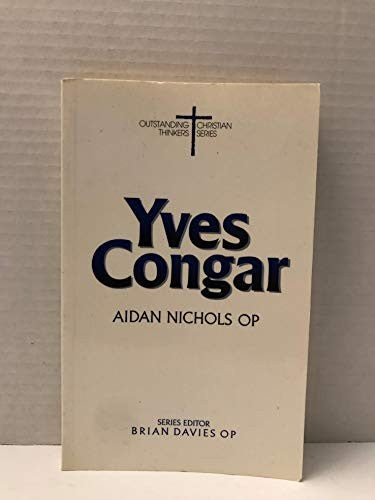 OUTSTANDING CHRISTIAN
THINKERS SERIES
Yves
Congar
AIDAN NICHOLS OP
SERIES EDITOR
BRIAN DAVIES OP